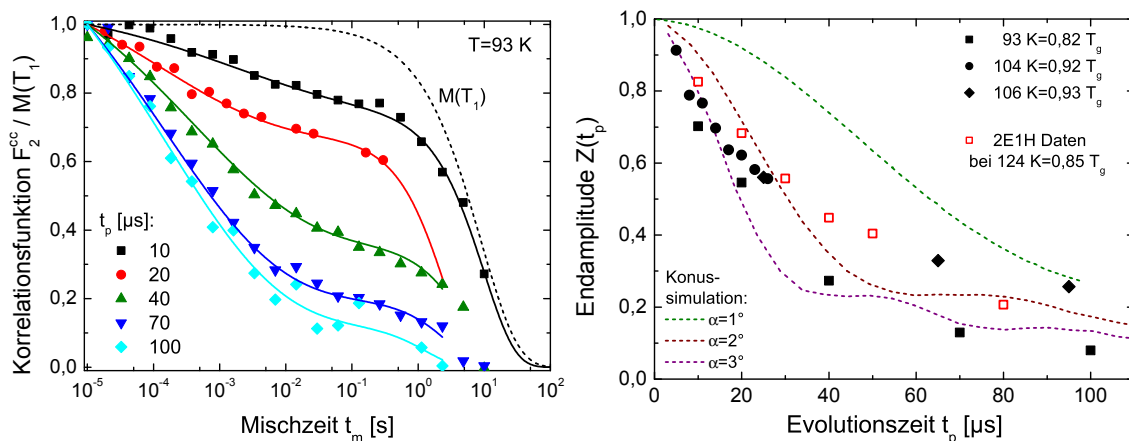 Korrelationsfunktion F₂ᶜᶜ / M(T₁)
1,0
0,8
0,6
0,4
0,2
0,0
T=93 K
M(T₁)
tₚ [µs]:
10
20
40
70
100
10⁻⁵ 10⁻⁴ 10⁻³ 10⁻² 10⁻¹ 10⁰ 10¹ 10²
Mischzeit tₘ [s]
Endamplitude Z(tₚ)
1,0
0,8
0,6
0,4
0,2
0,0
93 K=0,82 T_g
104 K=0,92 T_g
106 K=0,93 T_g
2E1H Daten
bei 124 K=0,85 T_g
Konus-
simulation:
α=1°
α=2°
α=3°
0 20 40 60 80 100
Evolutionszeit tₚ [µs]